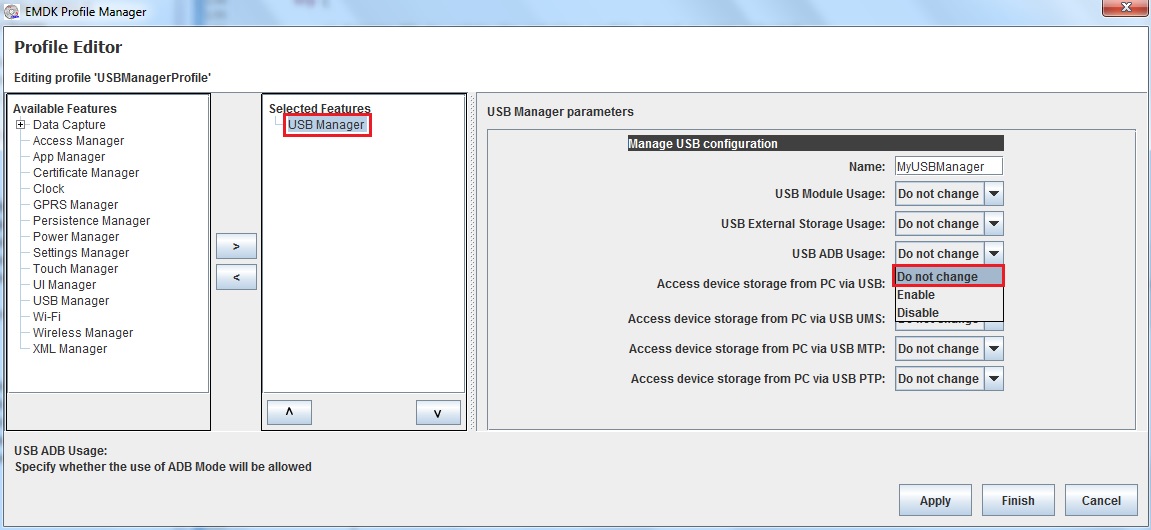 EMDK Profile Manager
Profile Editor
Editing profile 'USBManagerProfile'
Available Features
Data Capture
Access Manager
App Manager
Certificate Manager
Clock
GPRS Manager
Persistence Manager
Power Manager
Settings Manager
Touch Manager
UI Manager
USB Manager
Wi-Fi
Wireless Manager
XML Manager
>
<
Selected Features
USB Manager
˄
˅
USB Manager parameters
Manage USB configuration
Name: MyUSBManager
USB Module Usage: Do not change
USB External Storage Usage: Do not change
USB ADB Usage: Do not change
Do not change
Enable
Disable
Access device storage from PC via USB:
Access device storage from PC via USB UMS: Do not change
Access device storage from PC via USB MTP: Do not change
Access device storage from PC via USB PTP: Do not change
USB ADB Usage:
Specify whether the use of ADB Mode will be allowed
Apply Finish Cancel